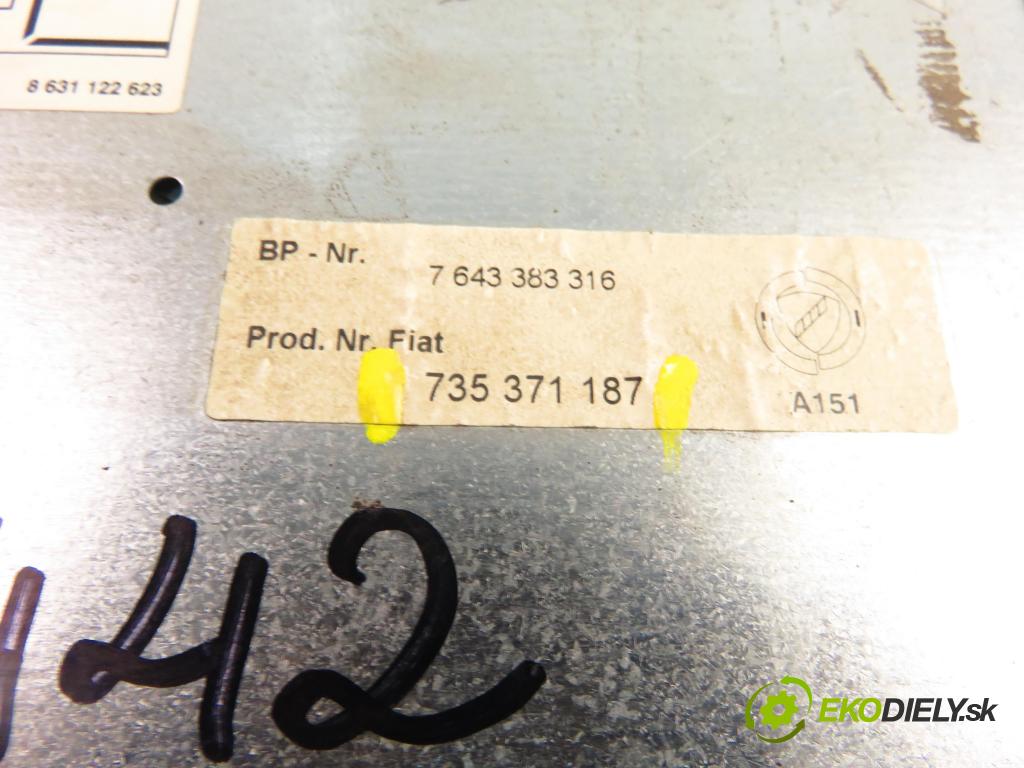 8 631 122 623
BP - Nr. 7 643 383 316
Prod. Nr. Fiat
735 371 187
A151
442
EKODIELY.sk